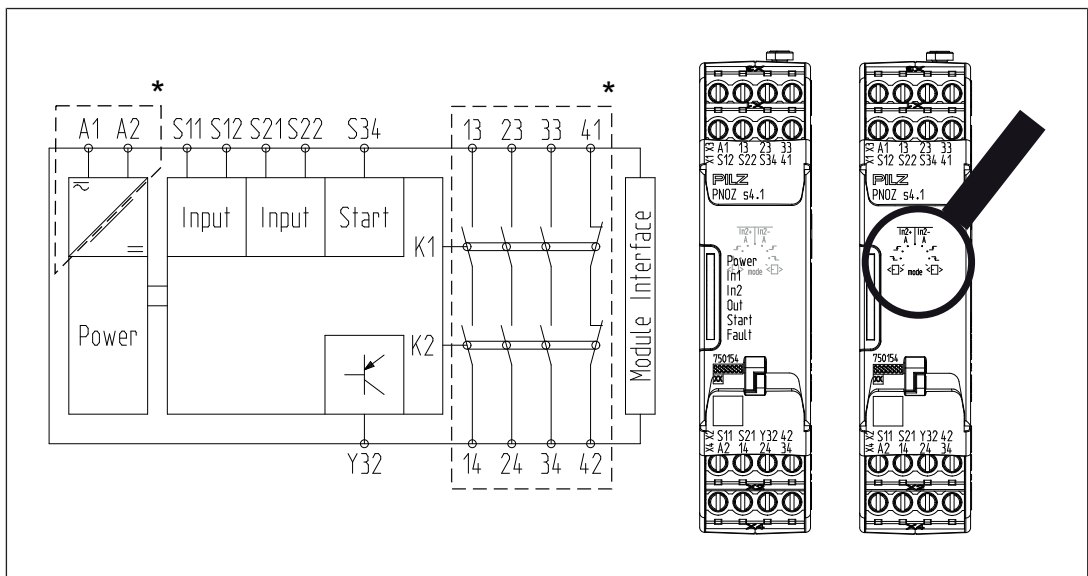 * *
A1 A2 S11 S12 S21 S22 S34 13 23 33 41
Input Input Start
K1
Power
K2
Module Interface
Y32 14 24 34 42
X3 A1 13 23 33
X1 S12 S22 S34 41
PILZ
PNOZ s4.1
In2+ In2-
A A
mode
Power
In1
In2
Out
Start
Fault
750154
X2 S11 S21 Y32 42
X4 A2 14 24 34
X3 A1 13 23 33
X1 S12 S22 S34 41
PILZ
PNOZ s4.1
In2+ In2-
A A
mode
750154
X2 S11 S21 Y32 42
X4 A2 14 24 34